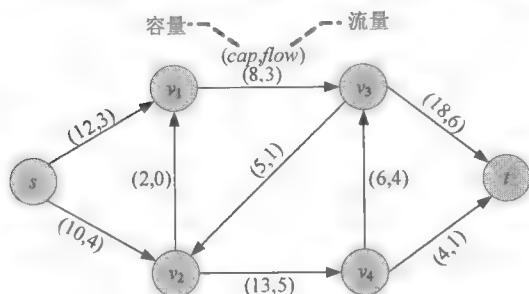 容量 流量
(cap,flow)
v₁ (8,3) v₃
(12,3) (18,6)
s (2,0) (5,1) (6,4) t
(10,4) (4,1)
v₂ (13,5) v₄